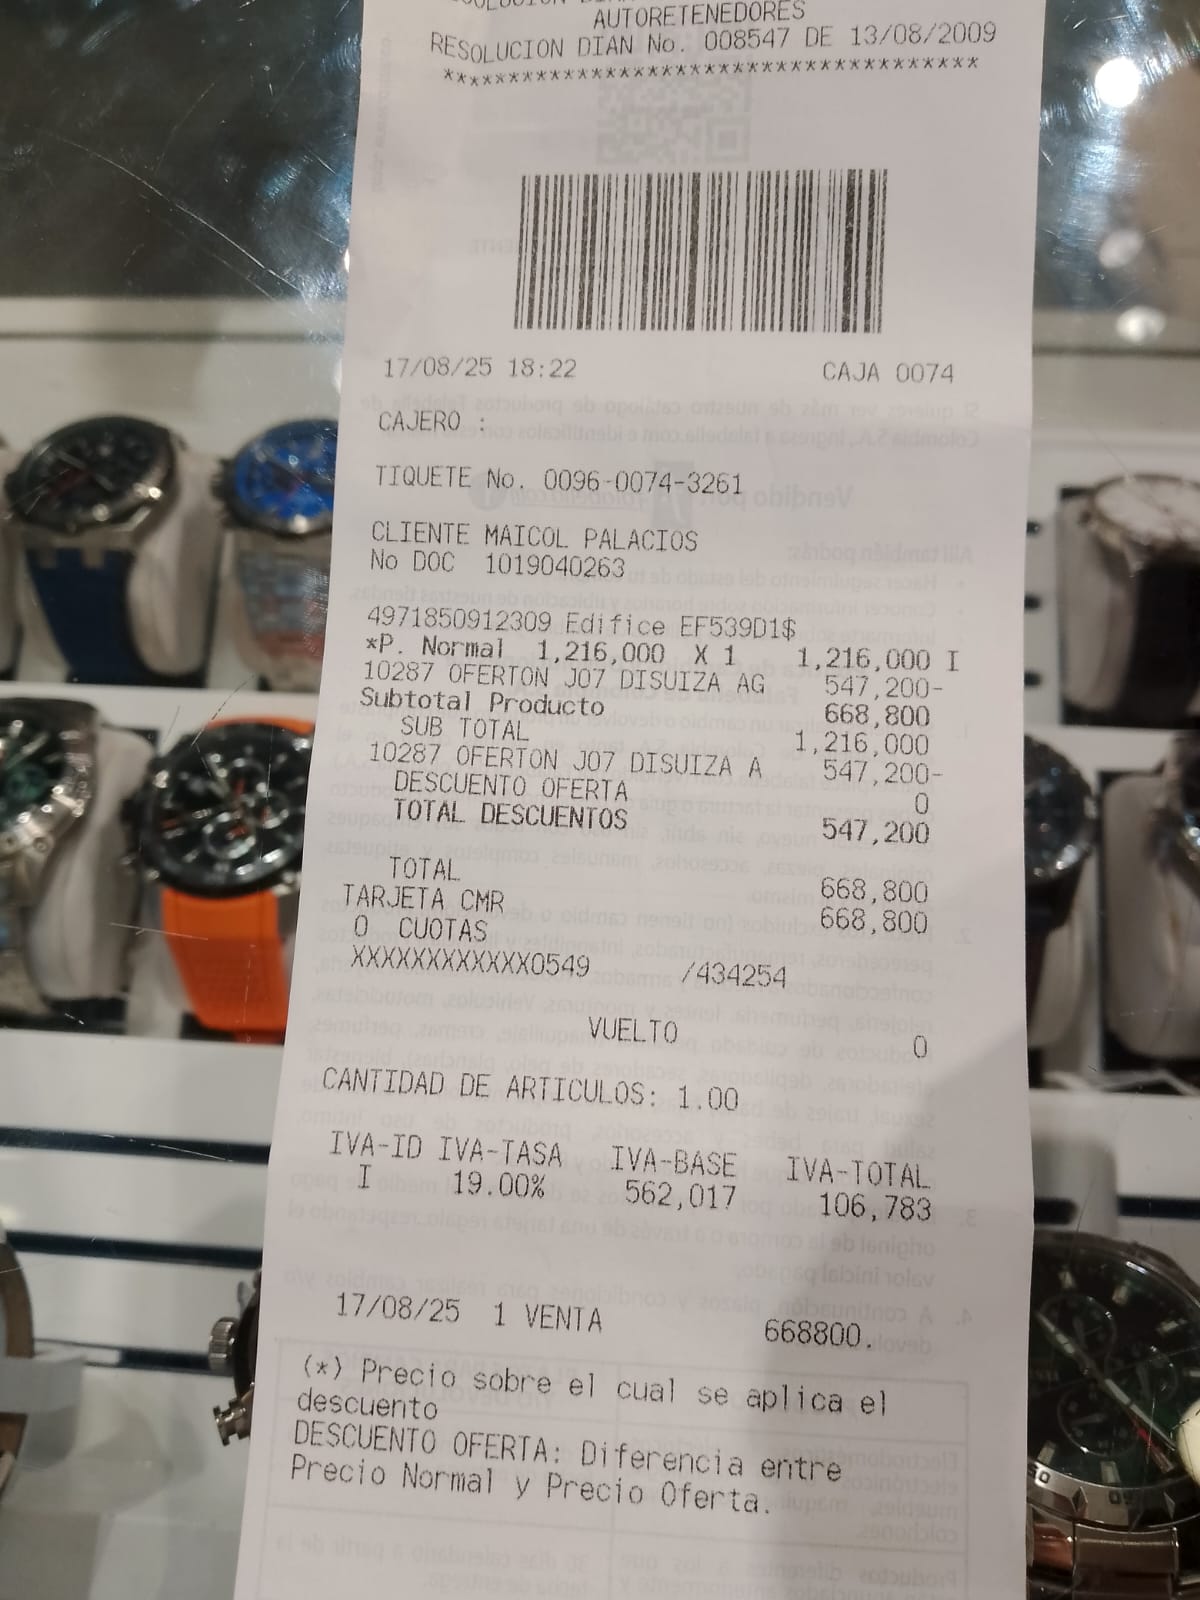 AUTORETENEDORES
RESOLUCION DIAN No. 008547 DE 13/08/2009
****************************************
17/08/25 18:22 CAJA 0074
CAJERO :
TIQUETE No. 0096-0074-3261
CLIENTE MAICOL PALACIOS
No DOC 1019040263
4971850912309 Edifice EF539D1$
*P. Normal 1,216,000 X 1 1,216,000 I
10287 OFERTON J07 DISUIZA AG 547,200-
Subtotal Producto 668,800
SUB TOTAL 1,216,000
10287 OFERTON J07 DISUIZA A 547,200-
DESCUENTO OFERTA 0
TOTAL DESCUENTOS 547,200
TOTAL 668,800
TARJETA CMR 668,800
0 CUOTAS
XXXXXXXXXXXX0549 /434254
VUELTO 0
CANTIDAD DE ARTICULOS: 1.00
IVA-ID IVA-TASA IVA-BASE IVA-TOTAL
I 19.00% 562,017 106,783
17/08/25 1 VENTA 668800.
(*) Precio sobre el cual se aplica el
descuento
DESCUENTO OFERTA: Diferencia entre
Precio Normal y Precio Oferta.